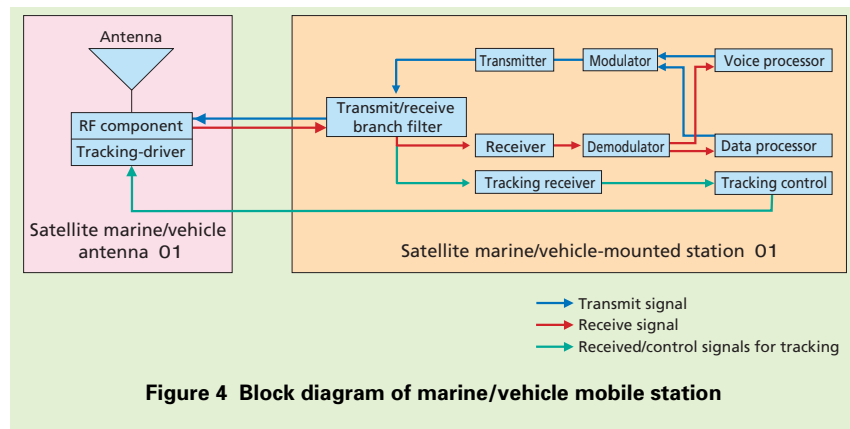 Antenna
RF component
Tracking-driver
Satellite marine/vehicle
antenna 01
Transmitter
Modulator
Voice processor
Transmit/receive
branch filter
Receiver
Demodulator
Data processor
Tracking receiver
Tracking control
Satellite marine/vehicle-mounted station 01
Transmit signal
Receive signal
Received/control signals for tracking
Figure 4 Block diagram of marine/vehicle mobile station